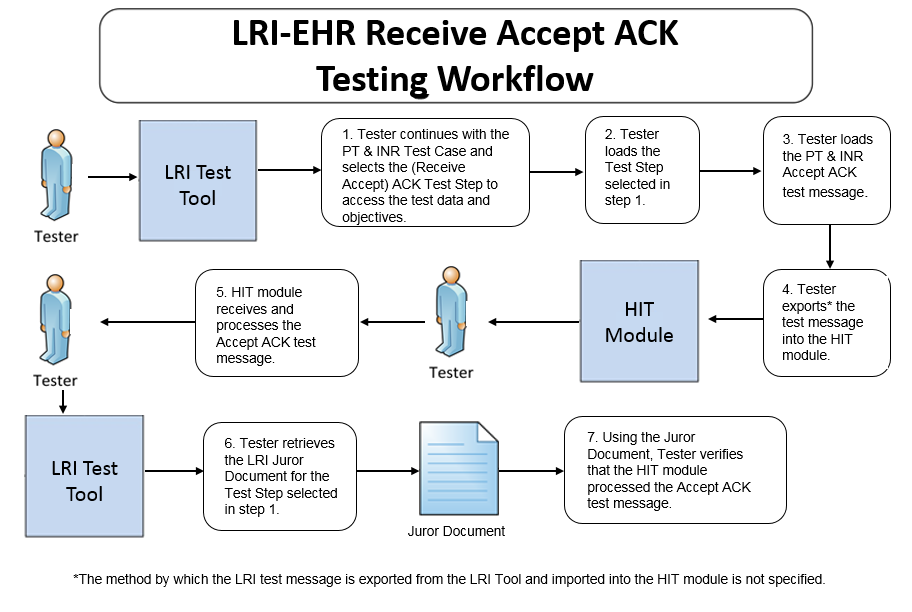 LRI-EHR Receive Accept ACK
Testing Workflow
Tester
LRI Test
Tool
1. Tester continues with the
PT & INR Test Case and
selects the (Receive
Accept) ACK Test Step to
access the test data and
objectives.
2. Tester
loads the
Test Step
selected in
step 1.
3. Tester loads
the PT & INR
Accept ACK
test message.
4. Tester
exports* the
test message
into the HIT
module.
HIT
Module
Tester
5. HIT module
receives and
processes the
Accept ACK test
message.
Tester
LRI Test
Tool
6. Tester retrieves
the LRI Juror
Document for the
Test Step selected
in step 1.
Juror Document
7. Using the Juror
Document, Tester verifies
that the HIT module
processed the Accept ACK
test message.
*The method by which the LRI test message is exported from the LRI Tool and imported into the HIT module is not specified.